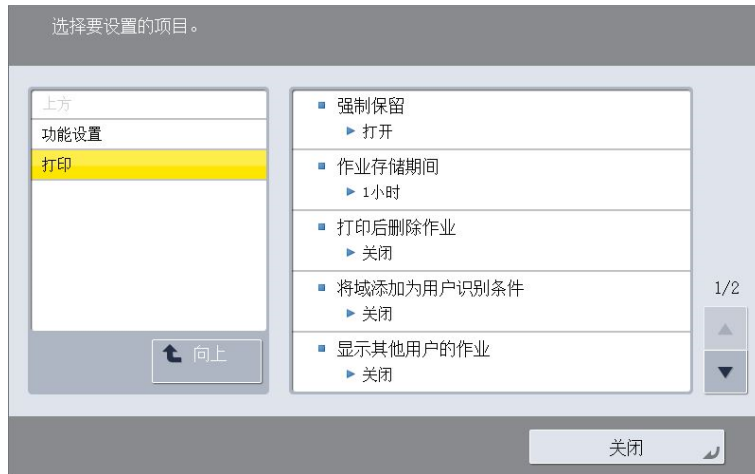 选择要设置的项目。
上方
功能设置
打印
向上
强制保留
打开
作业存储期间
1小时
打印后删除作业
关闭
将域添加为用户识别条件
关闭
显示其他用户的作业
关闭
1/2
关闭